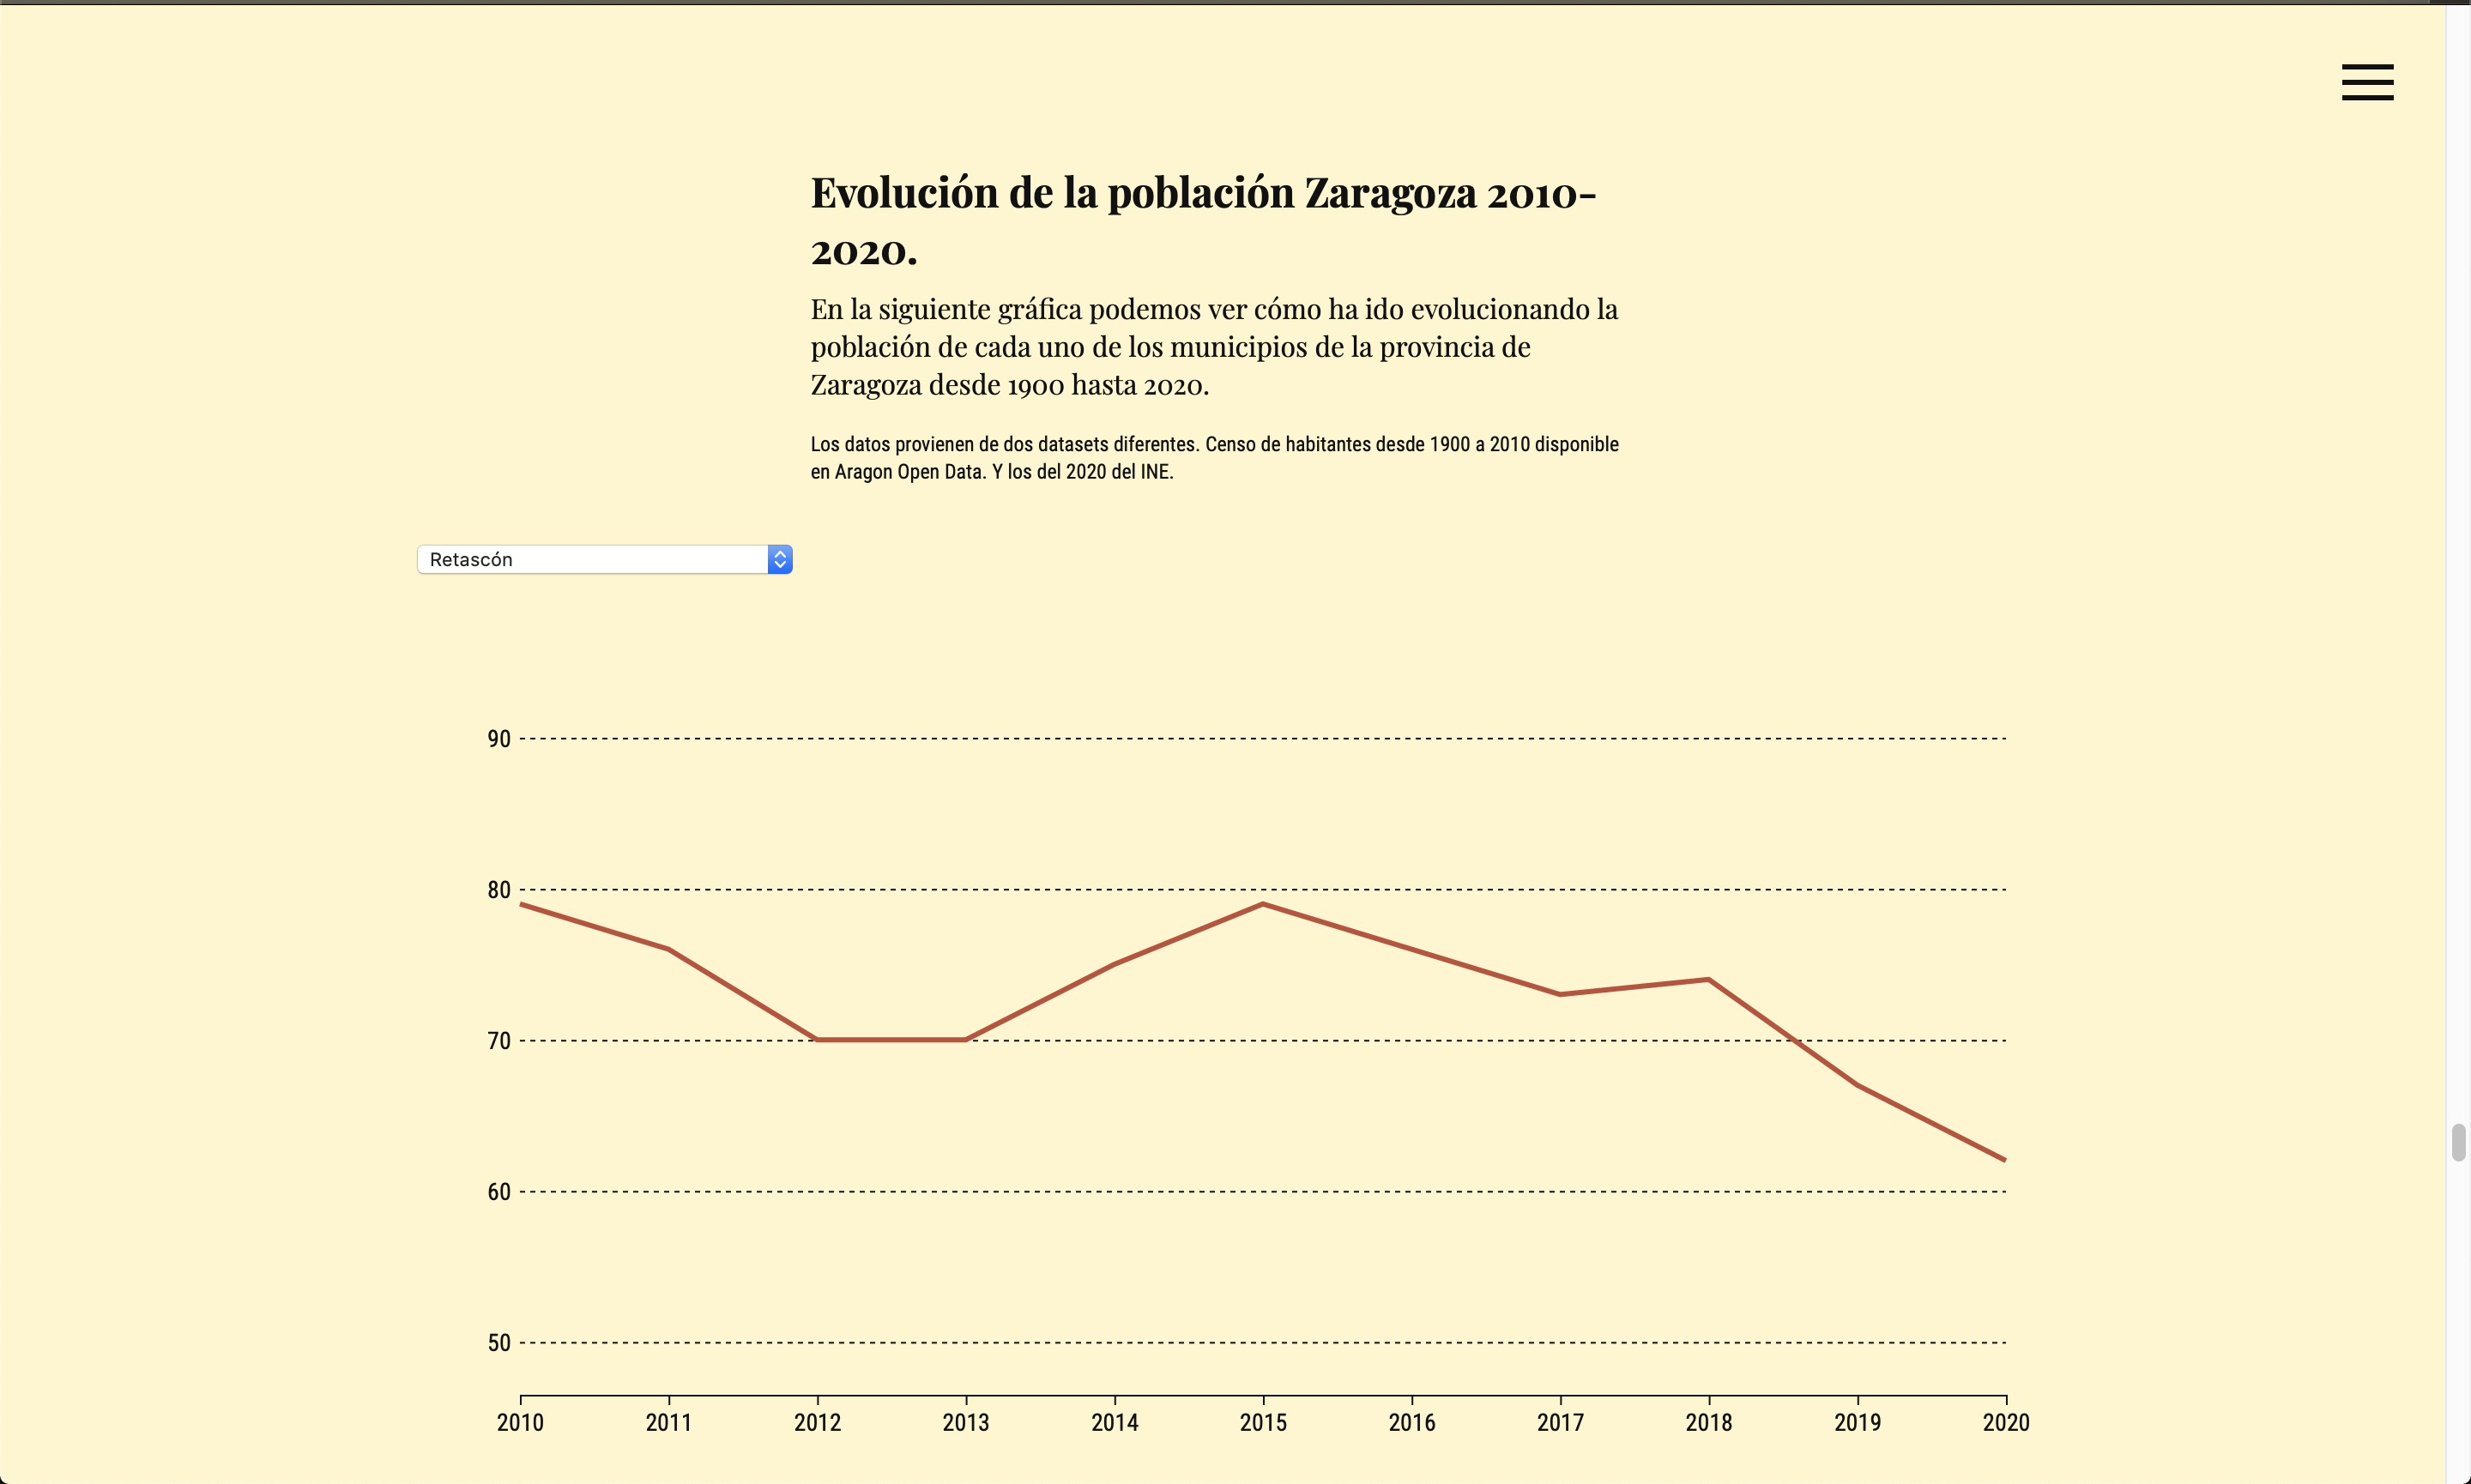 Evolución de la población Zaragoza 2010-
2020.
En la siguiente gráfica podemos ver cómo ha ido evolucionando la
población de cada uno de los municipios de la provincia de
Zaragoza desde 1900 hasta 2020.
Los datos provienen de dos datasets diferentes. Censo de habitantes desde 1900 a 2010 disponible
en Aragon Open Data. Y los del 2020 del INE.
Retascón
90
80
70
60
50
2010 2011 2012 2013 2014 2015 2016 2017 2018 2019 2020